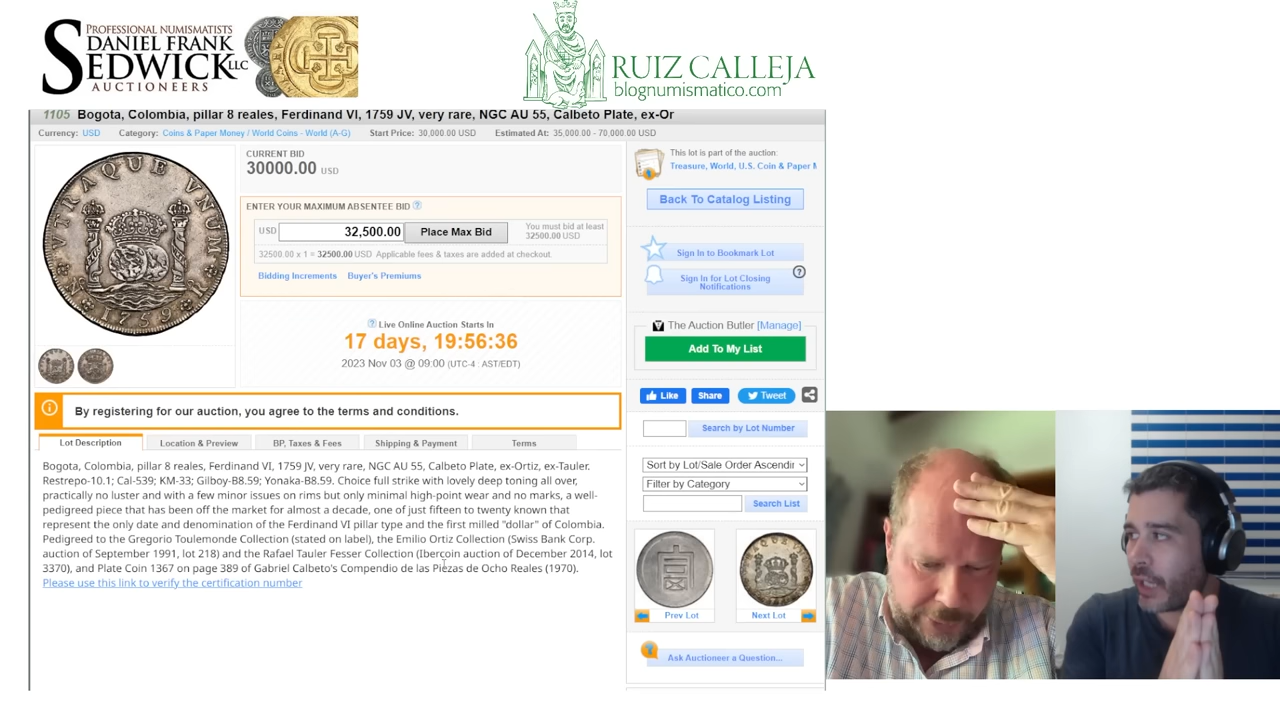 PROFESSIONAL NUMISMATISTS
DANIEL FRANK
SEDWICK LLC
AUCTIONEERS
RUIZ CALLEJA
blognumismatico.com
1105 Bogota, Colombia, pillar 8 reales, Ferdinand VI, 1759 JV, very rare, NGC AU 55, Calbeto Plate, ex-Or
Currency: USD Category: Coins & Paper Money / World Coins - World (A-G) Start Price: 30,000.00 USD Estimated At: 35,000.00 - 70,000.00 USD
VTRAQUE VNUM
1759
CURRENT BID
30000.00 USD
ENTER YOUR MAXIMUM ABSENTEE BID ?
USD 32,500.00 Place Max Bid
You must bid at least
32500.00 USD
32500.00 x 1 = 32500.00 USD Applicable fees & taxes are added at checkout.
Bidding Increments Buyer's Premiums
? Live Online Auction Starts In
17 days, 19:56:36
2023 Nov 03 @ 09:00 (UTC-4 : AST/EDT)
By registering for our auction, you agree to the terms and conditions.
Lot Description Location & Preview BP, Taxes & Fees Shipping & Payment Terms
Bogota, Colombia, pillar 8 reales, Ferdinand VI, 1759 JV, very rare, NGC AU 55, Calbeto Plate, ex-Ortiz, ex-Tauler.
Restrepo-10.1; Cal-539; KM-33; Gilboy-B8.59; Yonaka-B8.59. Choice full strike with lovely deep toning all over,
practically no luster and with a few minor issues on rims but only minimal high-point wear and no marks, a well-
pedigreed piece that has been off the market for almost a decade, one of just fifteen to twenty known that
represent the only date and denomination of the Ferdinand VI pillar type and the first milled "dollar" of Colombia.
Pedigreed to the Gregorio Toulemonde Collection (stated on label), the Emilio Ortiz Collection (Swiss Bank Corp.
auction of September 1991, lot 218) and the Rafael Tauler Fesser Collection (Ibercoin auction of December 2014, lot
3370), and Plate Coin 1367 on page 389 of Gabriel Calbeto's Compendio de las Piezas de Ocho Reales (1970).
Please use this link to verify the certification number
This lot is part of the auction:
Treasure, World, U.S. Coin & Paper M
Back To Catalog Listing
Sign In to Bookmark Lot
Sign In for Lot Closing
Notifications
?
The Auction Butler [Manage]
Add To My List
Like Share Tweet
Search by Lot Number
Sort by Lot/Sale Order Ascendin
Filter by Category
Search List
Prev Lot Next Lot
Ask Auctioneer a Question...